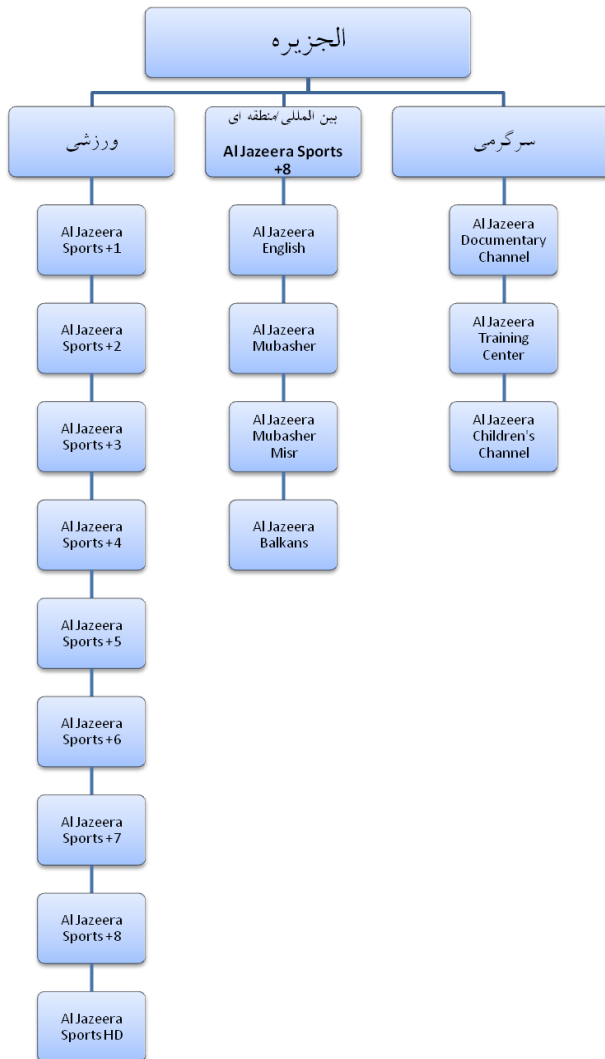 الجزیره
ورزشی
بین المللی/منطقه ای
Al Jazeera Sports
+8
سرگرمی
Al Jazeera
Sports +1
Al Jazeera
Sports +2
Al Jazeera
Sports +3
Al Jazeera
Sports +4
Al Jazeera
Sports +5
Al Jazeera
Sports +6
Al Jazeera
Sports +7
Al Jazeera
Sports +8
Al Jazeera
Sports HD
Al Jazeera
English
Al Jazeera
Mubasher
Al Jazeera
Mubasher
Misr
Al Jazeera
Balkans
Al Jazeera
Documentary
Channel
Al Jazeera
Training
Center
Al Jazeera
Children's
Channel